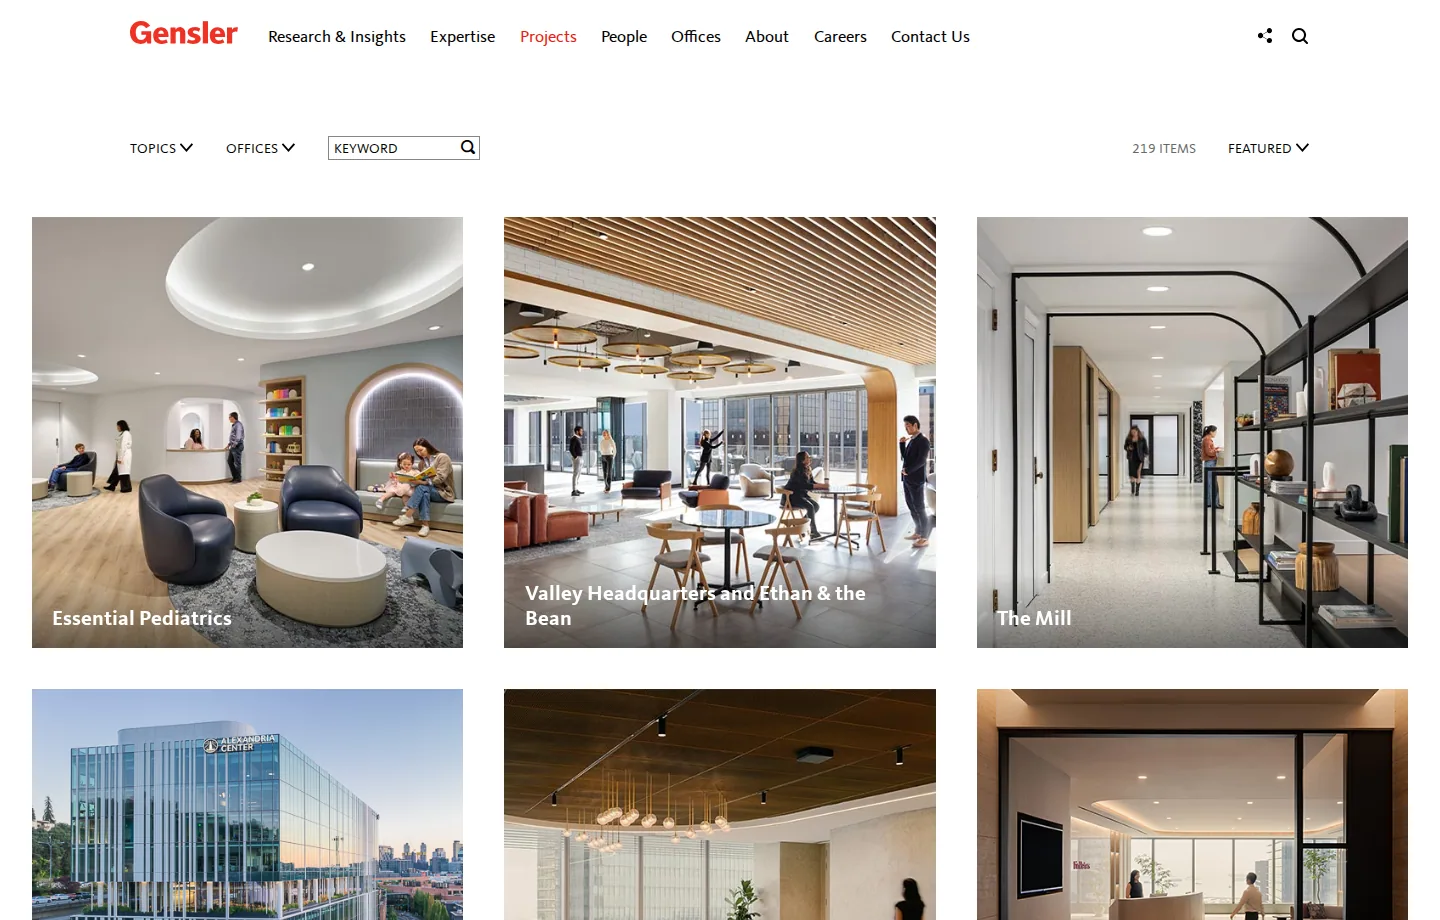 Gensler
Research & Insights
Expertise
Projects
People
Offices
About
Careers
Contact Us
TOPICS
OFFICES
KEYWORD
219 ITEMS
FEATURED
Essential Pediatrics
Valley Headquarters and Ethan & the
Bean
The Mill
ALEXANDRIA
CENTER